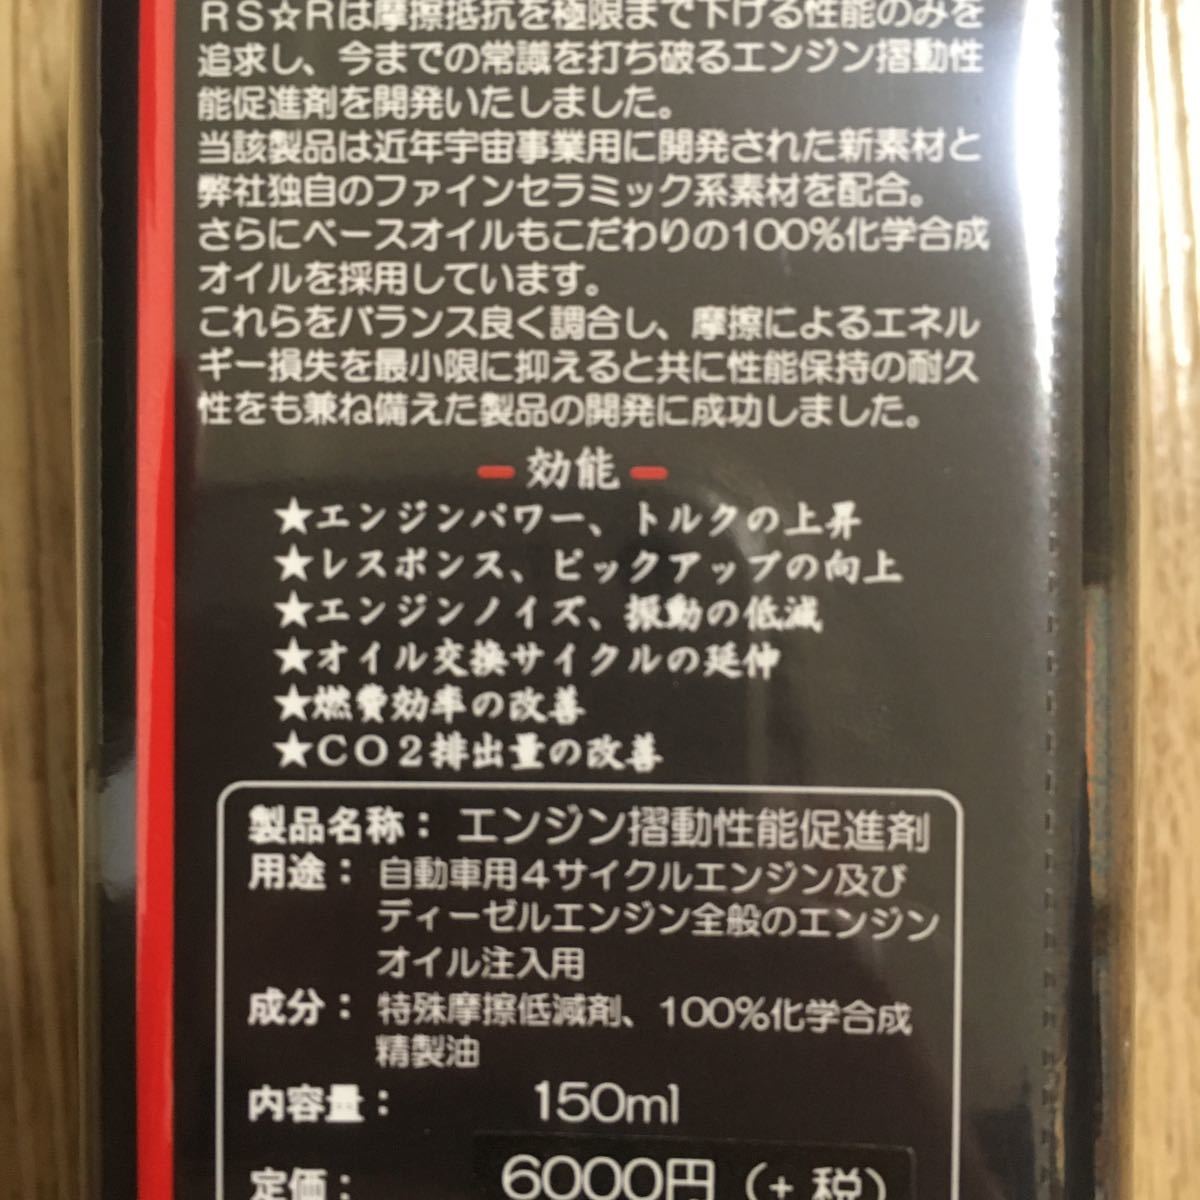 RS☆Rは摩擦抵抗を極限まで下げる性能のみを
追求し、今までの常識を打ち破るエンジン摺動性
能促進剤を開発いたしました。
当該製品は近年宇宙事業用に開発された新素材と
弊社独自のファインセラミック系素材を配合。
さらにベースオイルもこだわりの100%化学合成
オイルを採用しています。
これらをバランス良く調合し、摩擦によるエネル
ギー損失を最小限に抑えると共に性能保持の耐久
性をも兼ね備えた製品の開発に成功しました。
━ 効能 ━
★エンジンパワー、トルクの上昇
★レスポンス、ピックアップの向上
★エンジンノイズ、振動の低減
★オイル交換サイクルの延伸
★燃費効率の改善
★CO2排出量の改善
製品名称： エンジン摺動性能促進剤
用途： 自動車用4サイクルエンジン及び
ディーゼルエンジン全般のエンジン
オイル注入用
成分： 特殊摩擦低減剤、100%化学合成
精製油
内容量： 150ml
定価： 6000円（+税）